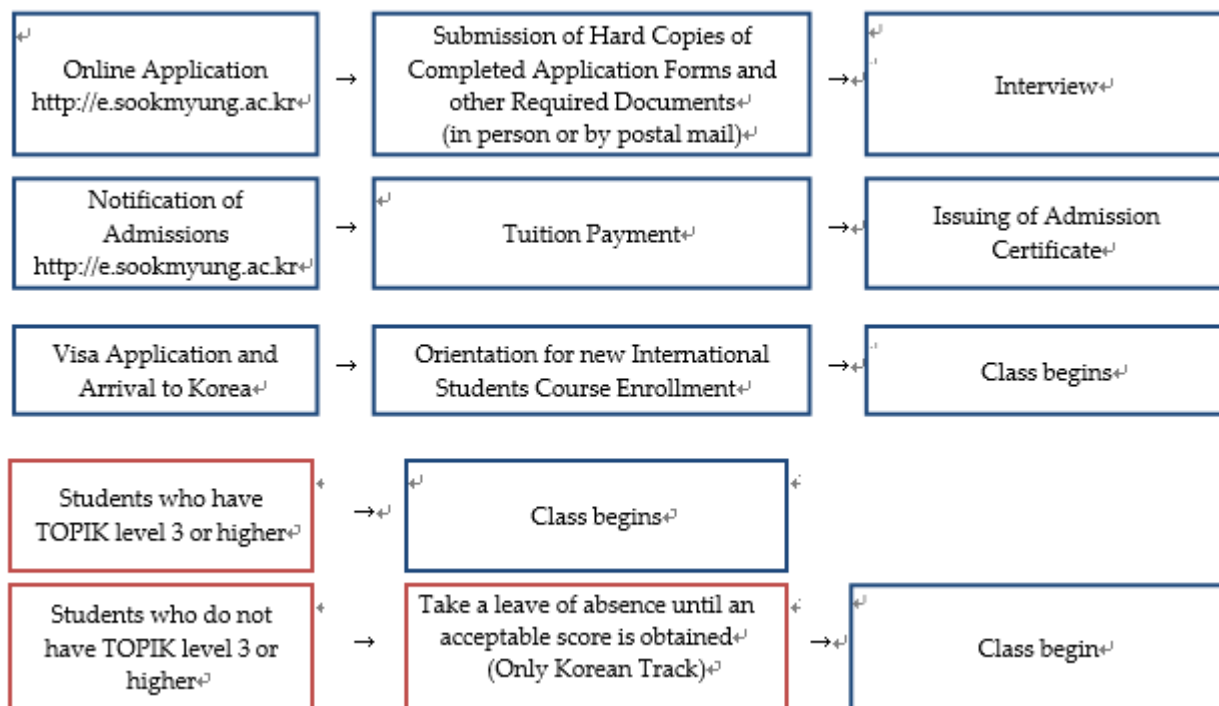 Online Application
http://e.sookmyung.ac.kr
→
Submission of Hard Copies of
Completed Application Forms and
other Required Documents
(in person or by postal mail)
→
Interview
Notification of
Admissions
http://e.sookmyung.ac.kr
→
Tuition Payment
→
Issuing of Admission
Certificate
Visa Application and
Arrival to Korea
→
Orientation for new International
Students Course Enrollment
→
Class begins
Students who have
TOPIK level 3 or higher
→
Class begins
Students who do not
have TOPIK level 3 or
higher
→
Take a leave of absence until an
acceptable score is obtained
(Only Korean Track)
→
Class begin